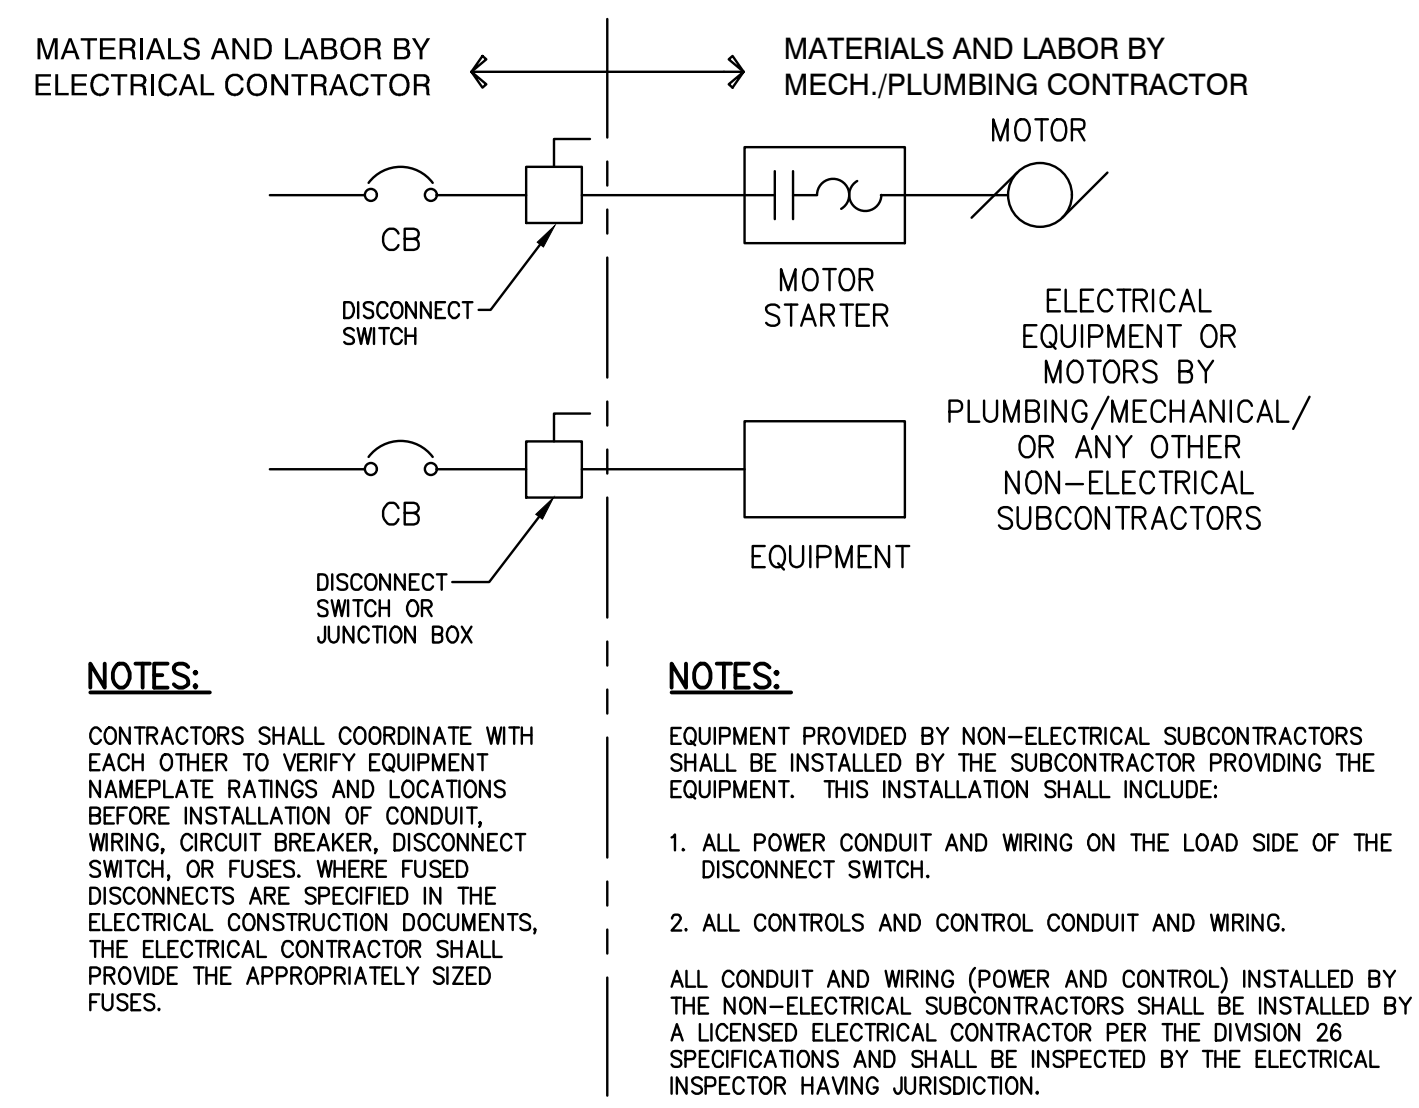 MATERIALS AND LABOR BY
ELECTRICAL CONTRACTOR
MATERIALS AND LABOR BY
MECH./PLUMBING CONTRACTOR
MOTOR
CB
DISCONNECT
SWITCH
MOTOR
STARTER
ELECTRICAL
EQUIPMENT OR
MOTORS BY
PLUMBING/MECHANICAL/
OR ANY OTHER
NON-ELECTRICAL
SUBCONTRACTORS
CB
DISCONNECT
SWITCH OR
JUNCTION BOX
EQUIPMENT
NOTES:
CONTRACTORS SHALL COORDINATE WITH
EACH OTHER TO VERIFY EQUIPMENT
NAMEPLATE RATINGS AND LOCATIONS
BEFORE INSTALLATION OF CONDUIT,
WIRING, CIRCUIT BREAKER, DISCONNECT
SWITCH, OR FUSES. WHERE FUSED
DISCONNECTS ARE SPECIFIED IN THE
ELECTRICAL CONSTRUCTION DOCUMENTS,
THE ELECTRICAL CONTRACTOR SHALL
PROVIDE THE APPROPRIATELY SIZED
FUSES.
NOTES:
EQUIPMENT PROVIDED BY NON-ELECTRICAL SUBCONTRACTORS
SHALL BE INSTALLED BY THE SUBCONTRACTOR PROVIDING THE
EQUIPMENT. THIS INSTALLATION SHALL INCLUDE:
1. ALL POWER CONDUIT AND WIRING ON THE LOAD SIDE OF THE
DISCONNECT SWITCH.
2. ALL CONTROLS AND CONTROL CONDUIT AND WIRING.
ALL CONDUIT AND WIRING (POWER AND CONTROL) INSTALLED BY
THE NON-ELECTRICAL SUBCONTRACTORS SHALL BE INSTALLED BY
A LICENSED ELECTRICAL CONTRACTOR PER THE DIVISION 26
SPECIFICATIONS AND SHALL BE INSPECTED BY THE ELECTRICAL
INSPECTOR HAVING JURISDICTION.